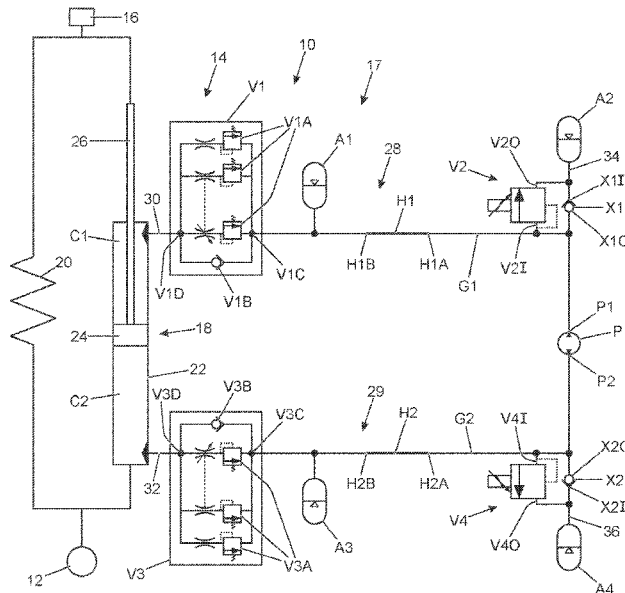 16
14
10
17
V1
V1A
A1
A2
26
V2O
34
28
V2
X1I
30
H1
X1
C1
X1O
20
V1D
V1B
V1C
H1B
H1A
G1
V2I
P1
24
18
P
22
P2
V3D
V3B
V3C
29
C2
H2
G2
V4I
X2O
H2B
H2A
X2
32
X2I
V4
36
V3A
A3
V4O
12
V3
A4